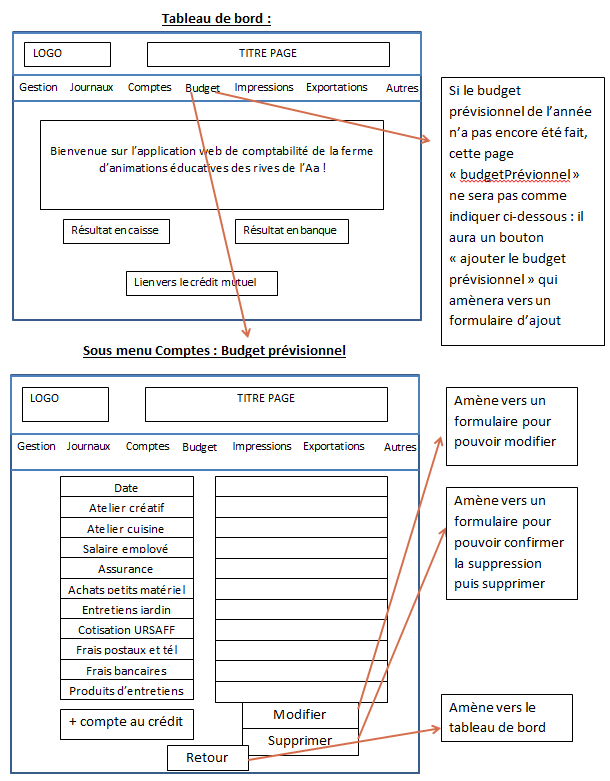 Tableau de bord :
LOGO
TITRE PAGE
Gestion Journaux Comptes Budget Impressions Exportations Autres
Bienvenue sur l’application web de comptabilité de la ferme
d’animations éducatives des rives de l’Aa !
Résultat en caisse
Résultat en banque
Lien vers le crédit mutuel
Si le budget
prévisionnel de l’année
n’a pas encore été fait,
cette page
« budgetPrévionnel »
ne sera pas comme
indiquer ci-dessous : il
aura un bouton
« ajouter le budget
prévisionnel » qui
amènera vers un
formulaire d’ajout
Sous menu Comptes : Budget prévisionnel
LOGO
TITRE PAGE
Gestion Journaux Comptes Budget Impressions Exportations Autres
Date
Atelier créatif
Atelier cuisine
Salaire employé
Assurance
Achats petits matériel
Entretiens jardin
Cotisation URSAFF
Frais postaux et tél
Frais bancaires
Produits d’entretiens
+ compte au crédit
Modifier
Supprimer
Retour
Amène vers un
formulaire pour
pouvoir modifier
Amène vers un
formulaire pour
pouvoir confirmer
la suppression
puis supprimer
Amène vers le
tableau de bord